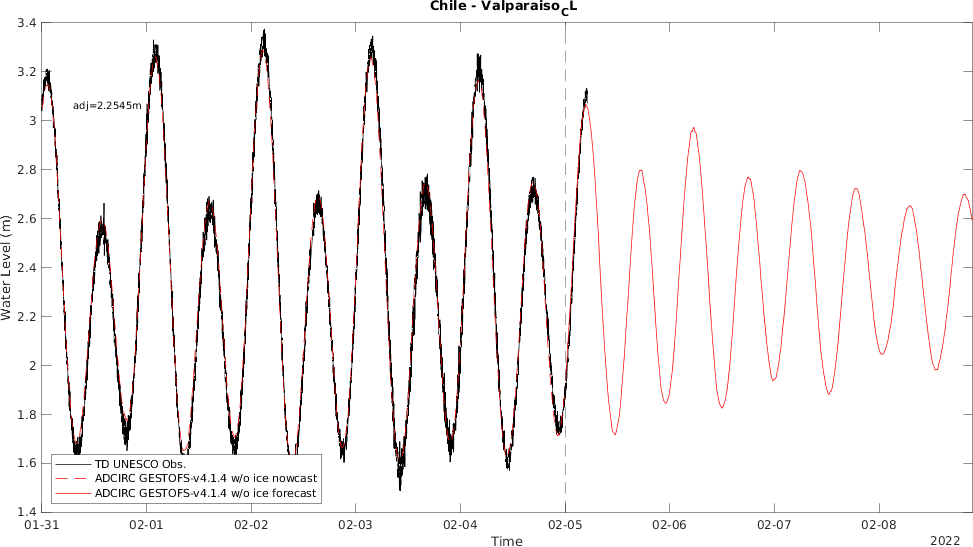 Chile - Valparaiso_CL
3.4
3.2
adj=2.2545m
3
2.8
2.6
2.4
2.2
2
1.8
1.6
1.4
Water Level (m)
TD UNESCO Obs.
ADCIRC GESTOFS-v4.1.4 w/o ice nowcast
ADCIRC GESTOFS-v4.1.4 w/o ice forecast
01-31 02-01 02-02 02-03 02-04 02-05 02-06 02-07 02-08
Time
2022